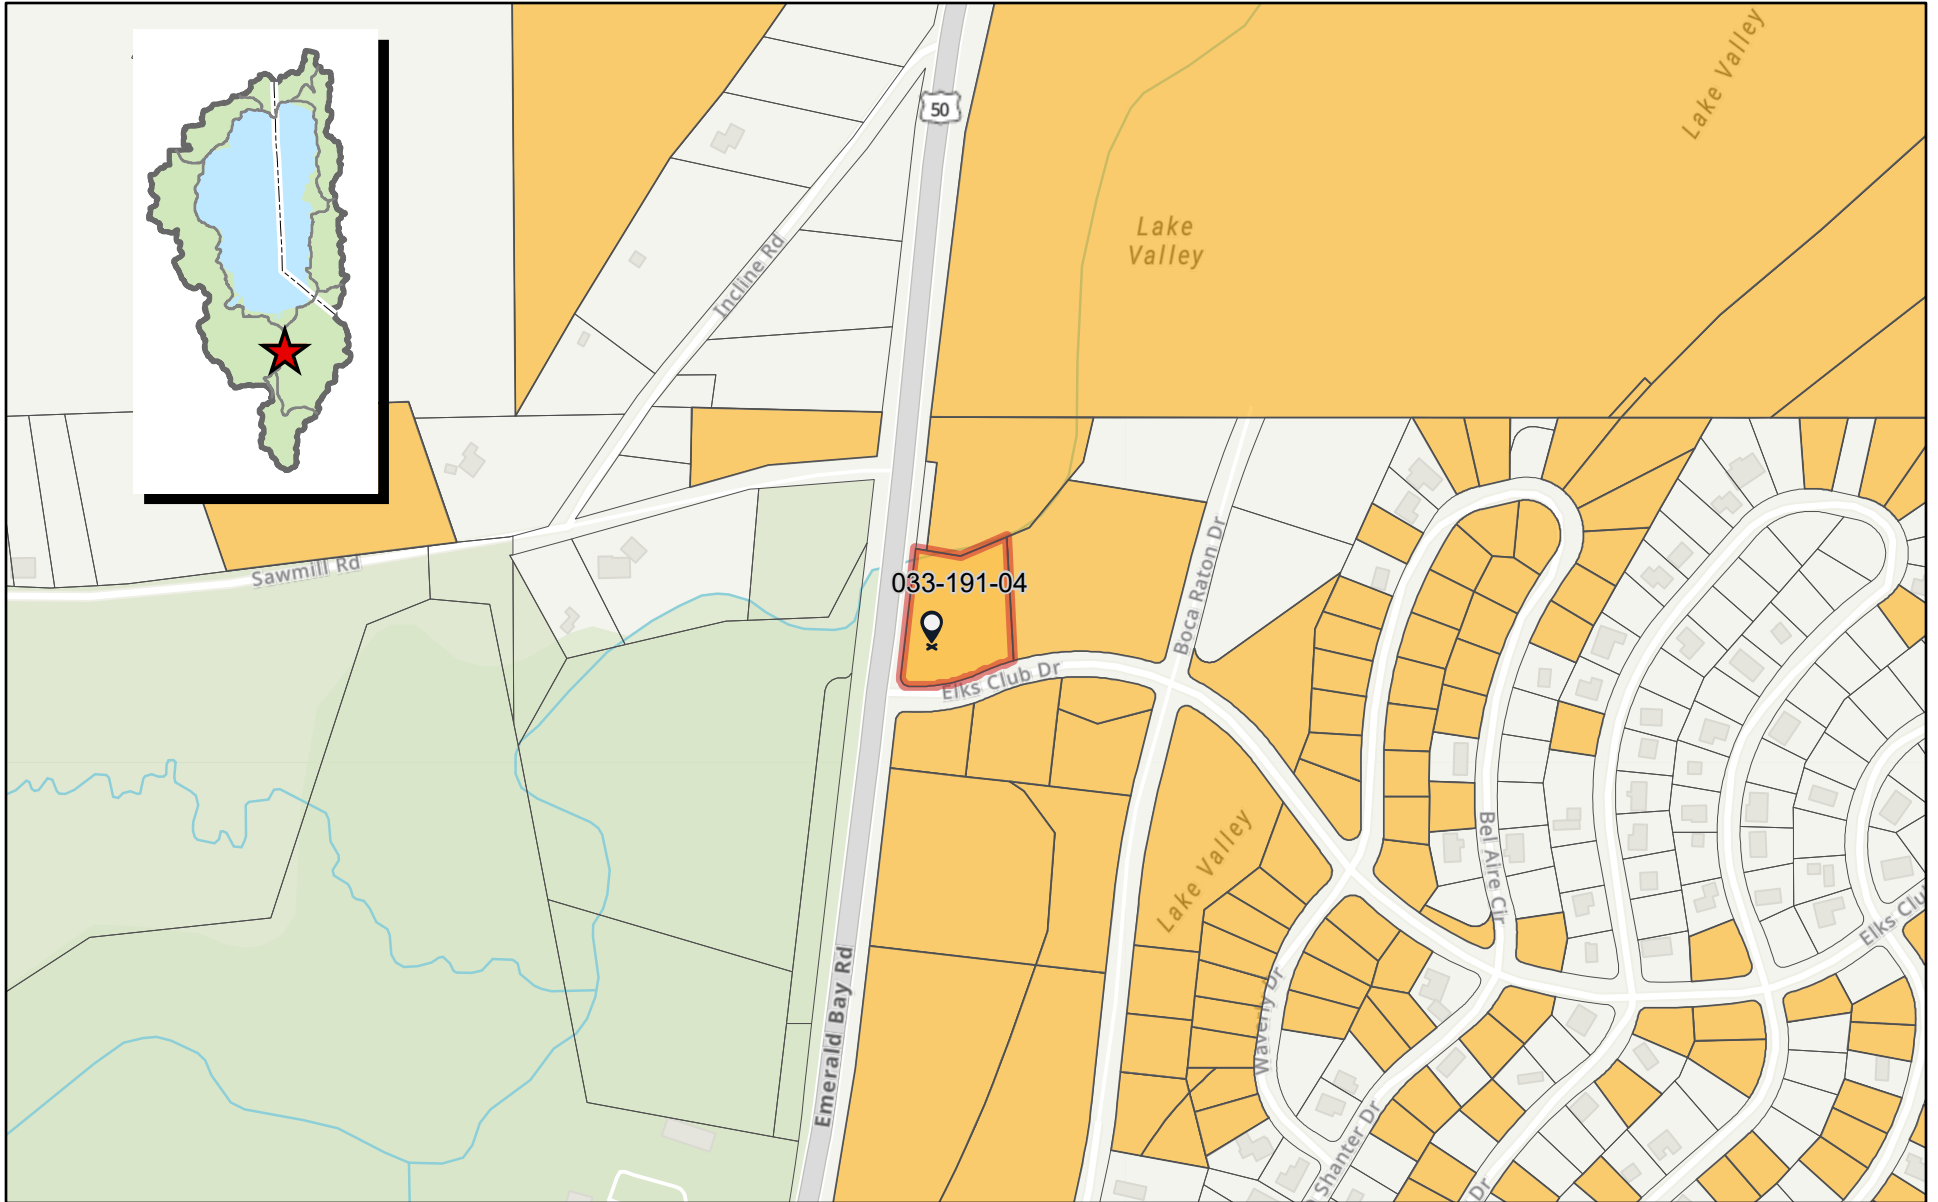 50
Lake Valley
Lake
Valley
Incline Rd
Sawmill Rd
033-191-04
Boca Raton Dr
Elks Club Dr
Lake Valley
Bel Aire Cir
Elks Clu
Emerald Bay Rd
Waverly Dr
Shanter Dr
Dr